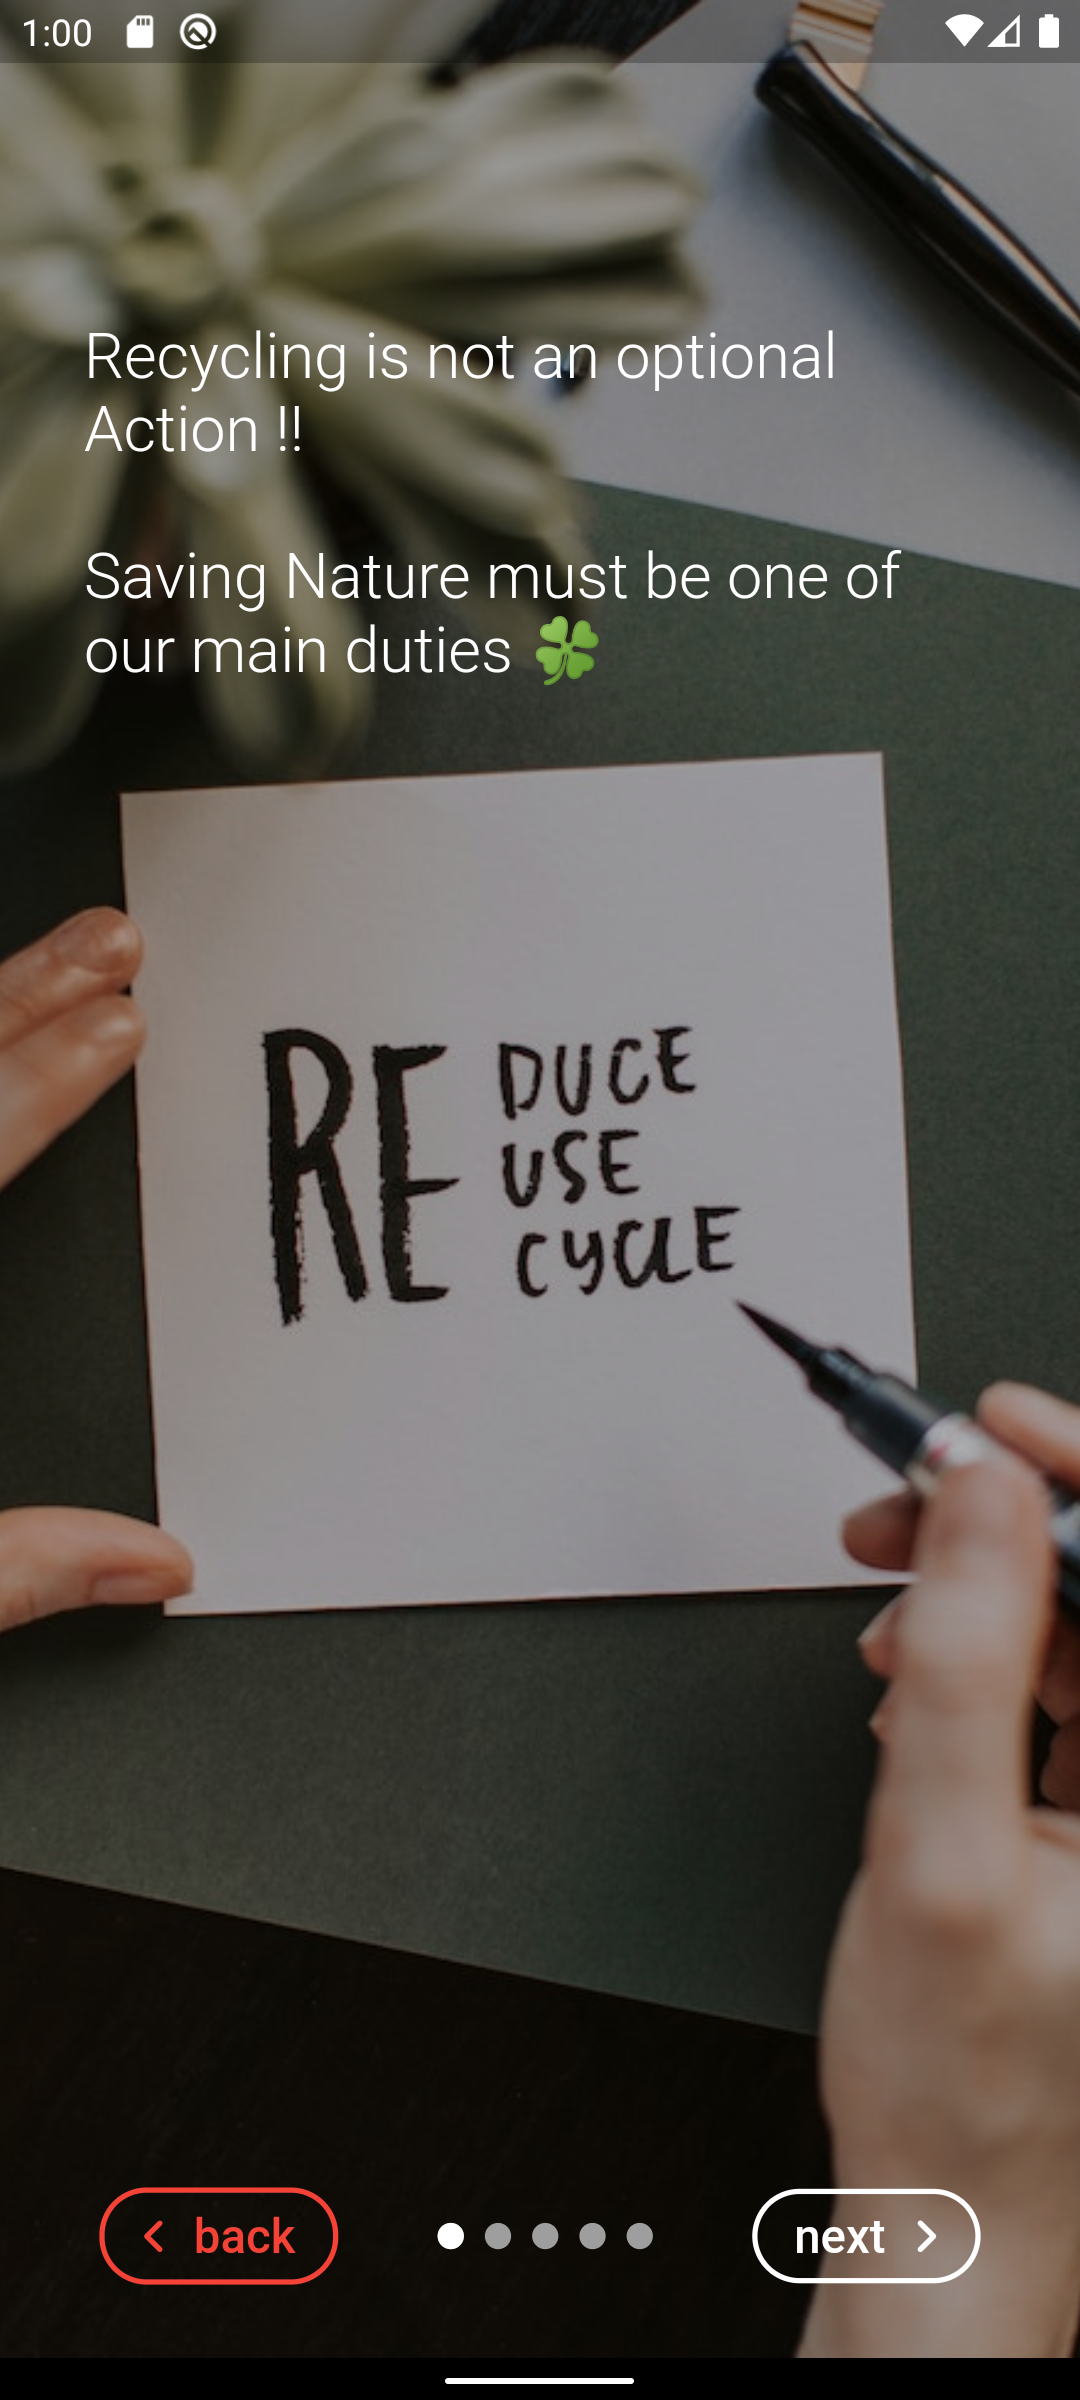 1:00
Recycling is not an optional
Action !!
Saving Nature must be one of
our main duties 🍀
RE DUCE
USE
CYCLE
back
next